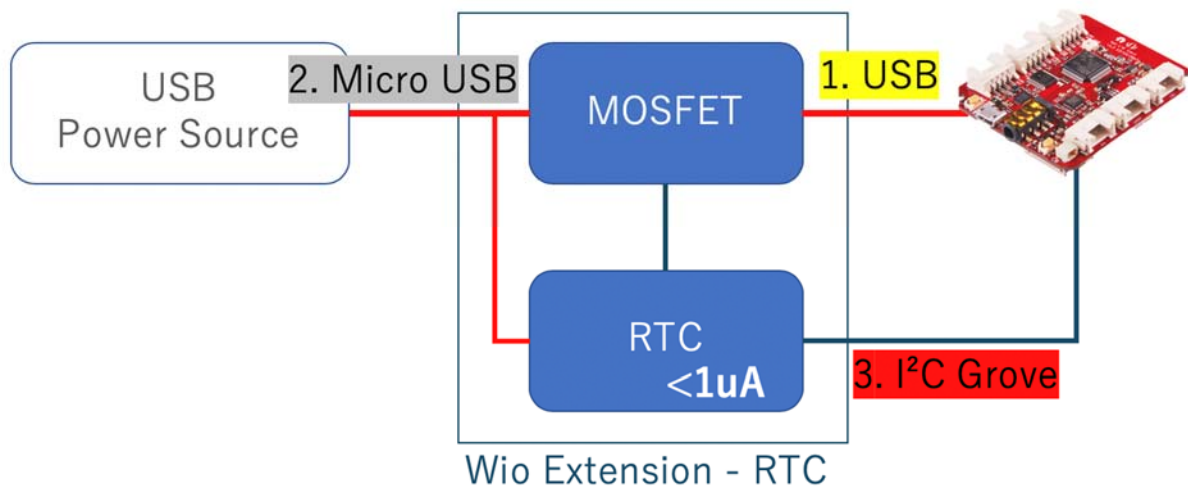 USB
Power Source
2. Micro USB
MOSFET
1. USB
RTC
<1uA
3. I²C Grove
Wio Extension - RTC